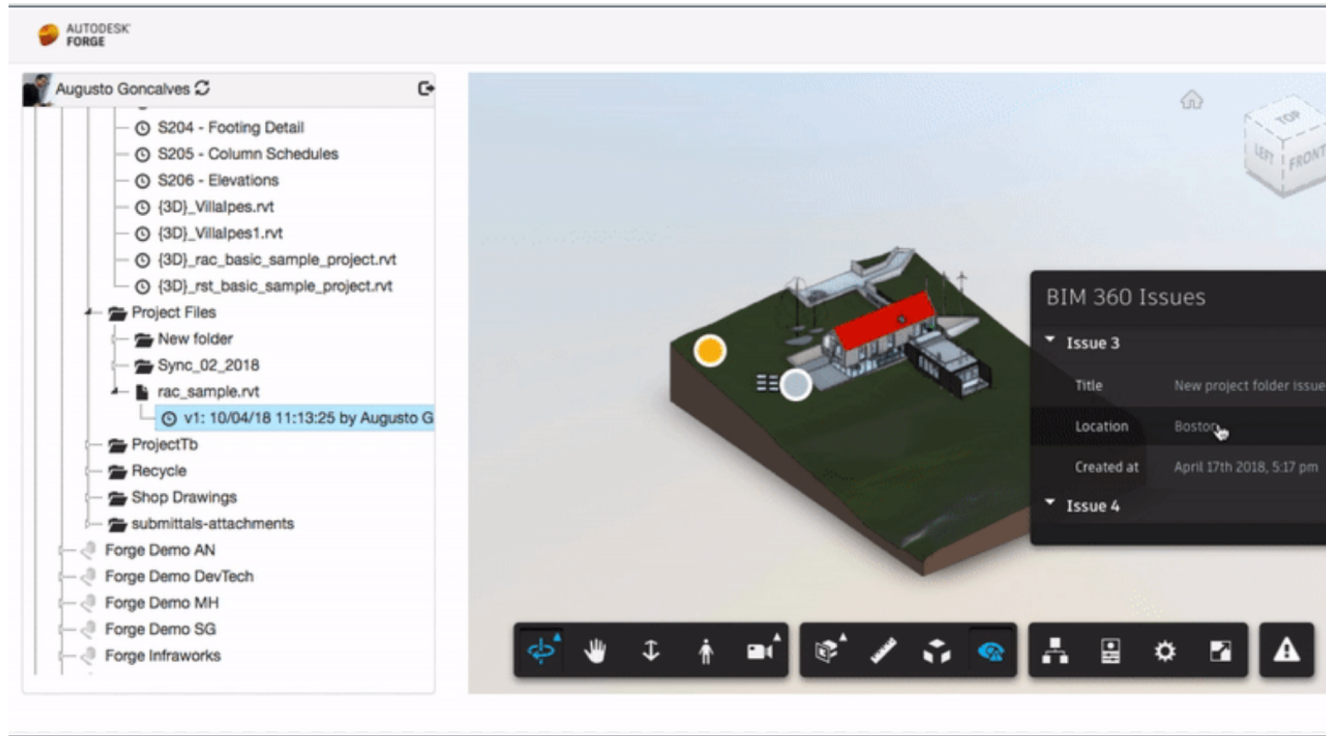 AUTODESK
FORGE
Augusto Goncalves
S204 - Footing Detail
S205 - Column Schedules
S206 - Elevations
{3D}_Villalpes.rvt
{3D}_Villalpes1.rvt
{3D}_rac_basic_sample_project.rvt
{3D}_rst_basic_sample_project.rvt
Project Files
New folder
Sync_02_2018
rac_sample.rvt
v1: 10/04/18 11:13:25 by Augusto G
ProjectTb
Recycle
Shop Drawings
submittals-attachments
Forge Demo AN
Forge Demo DevTech
Forge Demo MH
Forge Demo SG
Forge Infraworks
TOP
LEFT
FRONT
BIM 360 Issues
Issue 3
Title New project folder issue
Location Boston
Created at April 17th 2018, 5:17 pm
Issue 4